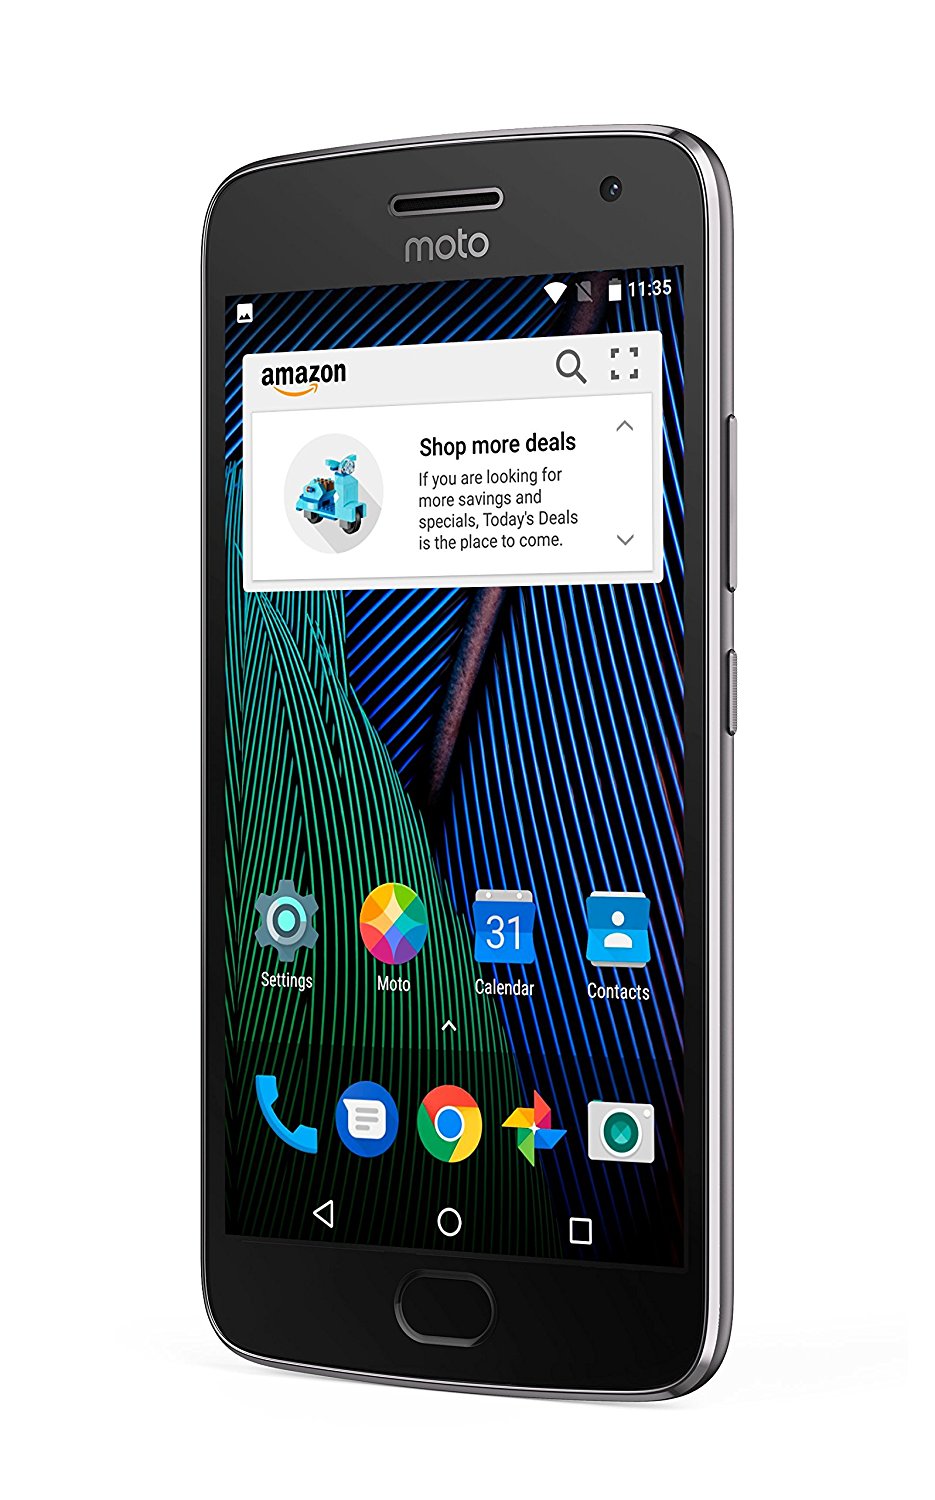 moto
11:35
amazon
Shop more deals
If you are looking for
more savings and
specials, Today's Deals
is the place to come.
31
Settings
Moto
Calendar
Contacts